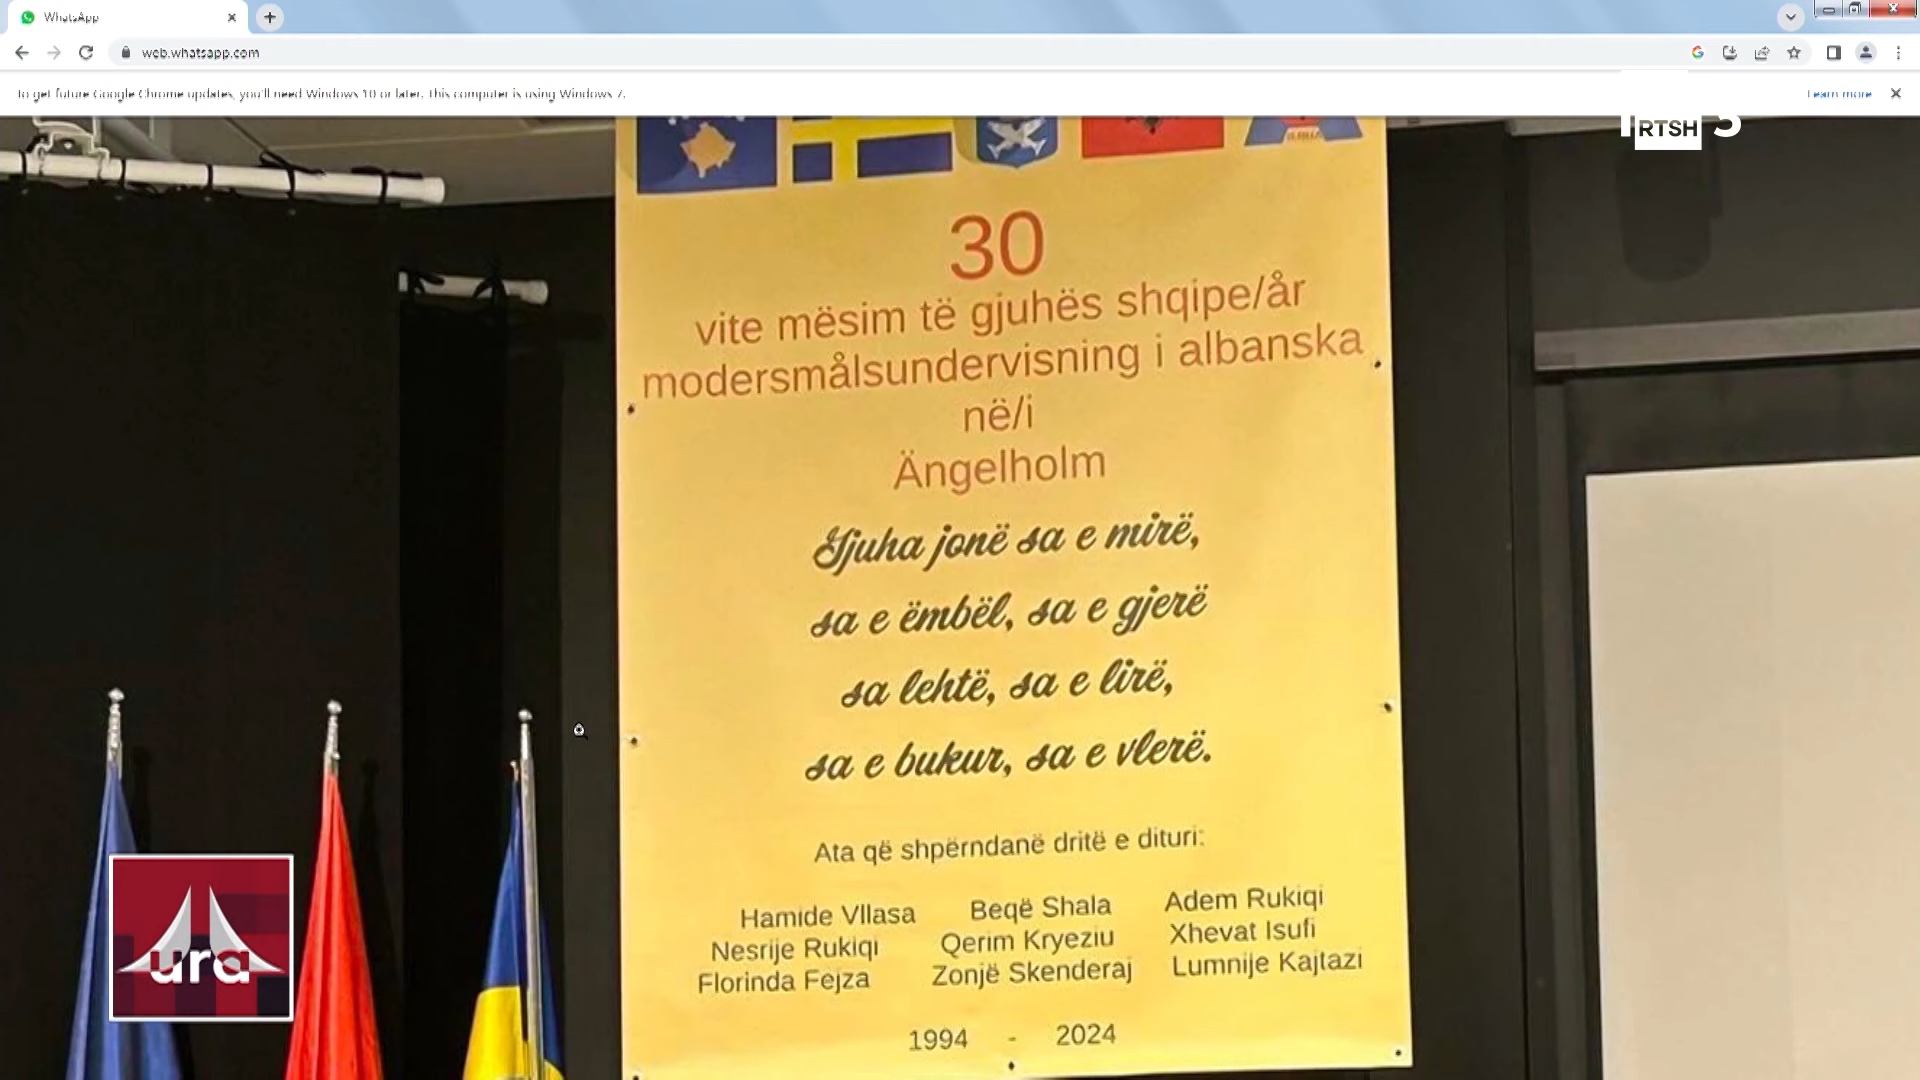 WhatsApp
web.whatsapp.com
To get future Google Chrome updates, you'll need Windows 10 or later. This computer is using Windows 7.
Learn more
RTSH 3
30
vite mësim të gjuhës shqipe/år
modersmålsundervisning i albanska
në/i
Ängelholm
Gjuha jonë sa e mirë,
sa e ëmbël, sa e gjerë
sa lehtë, sa e lirë,
sa e bukur, sa e vlerë.
Ata që shpërndanë dritë e dituri:
Hamide Vllasa Beqë Shala Adem Rukiqi
Nesrije Rukiqi Qerim Kryeziu Xhevat Isufi
Florinda Fejza Zonjë Skenderaj Lumnije Kajtazi
1994 - 2024
ura